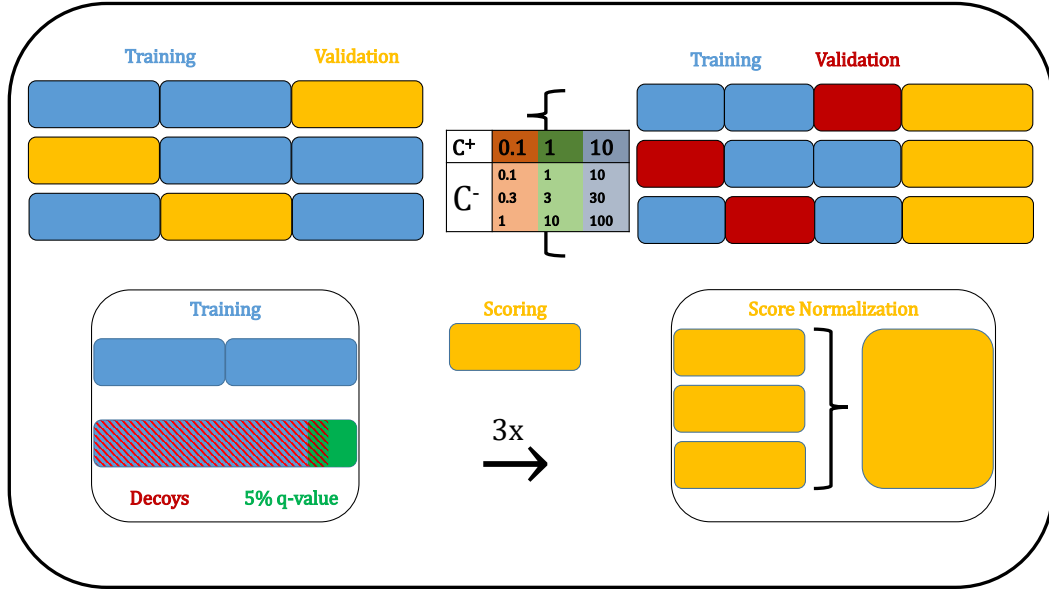 Training Validation
Training Validation
C+ 0.1 1 10
C- 0.1 1 10
0.3 3 30
1 10 100
Training
Scoring
Score Normalization
3x
Decoys 5% q-value